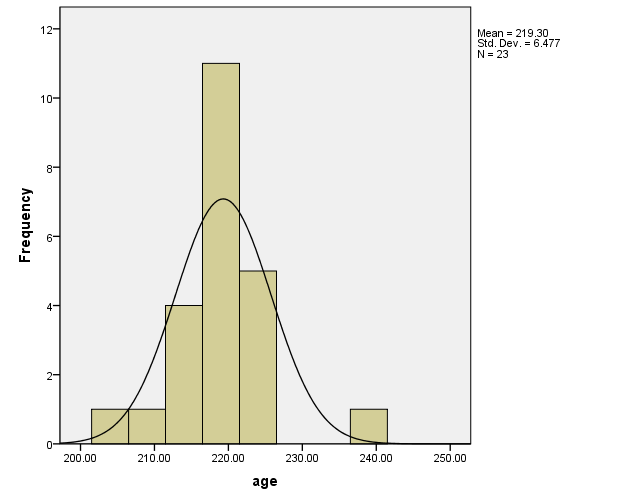 Mean = 219.30
Std. Dev. = 6.477
N = 23
12
10
8
6
4
2
0
Frequency
200.00 210.00 220.00 230.00 240.00 250.00
age